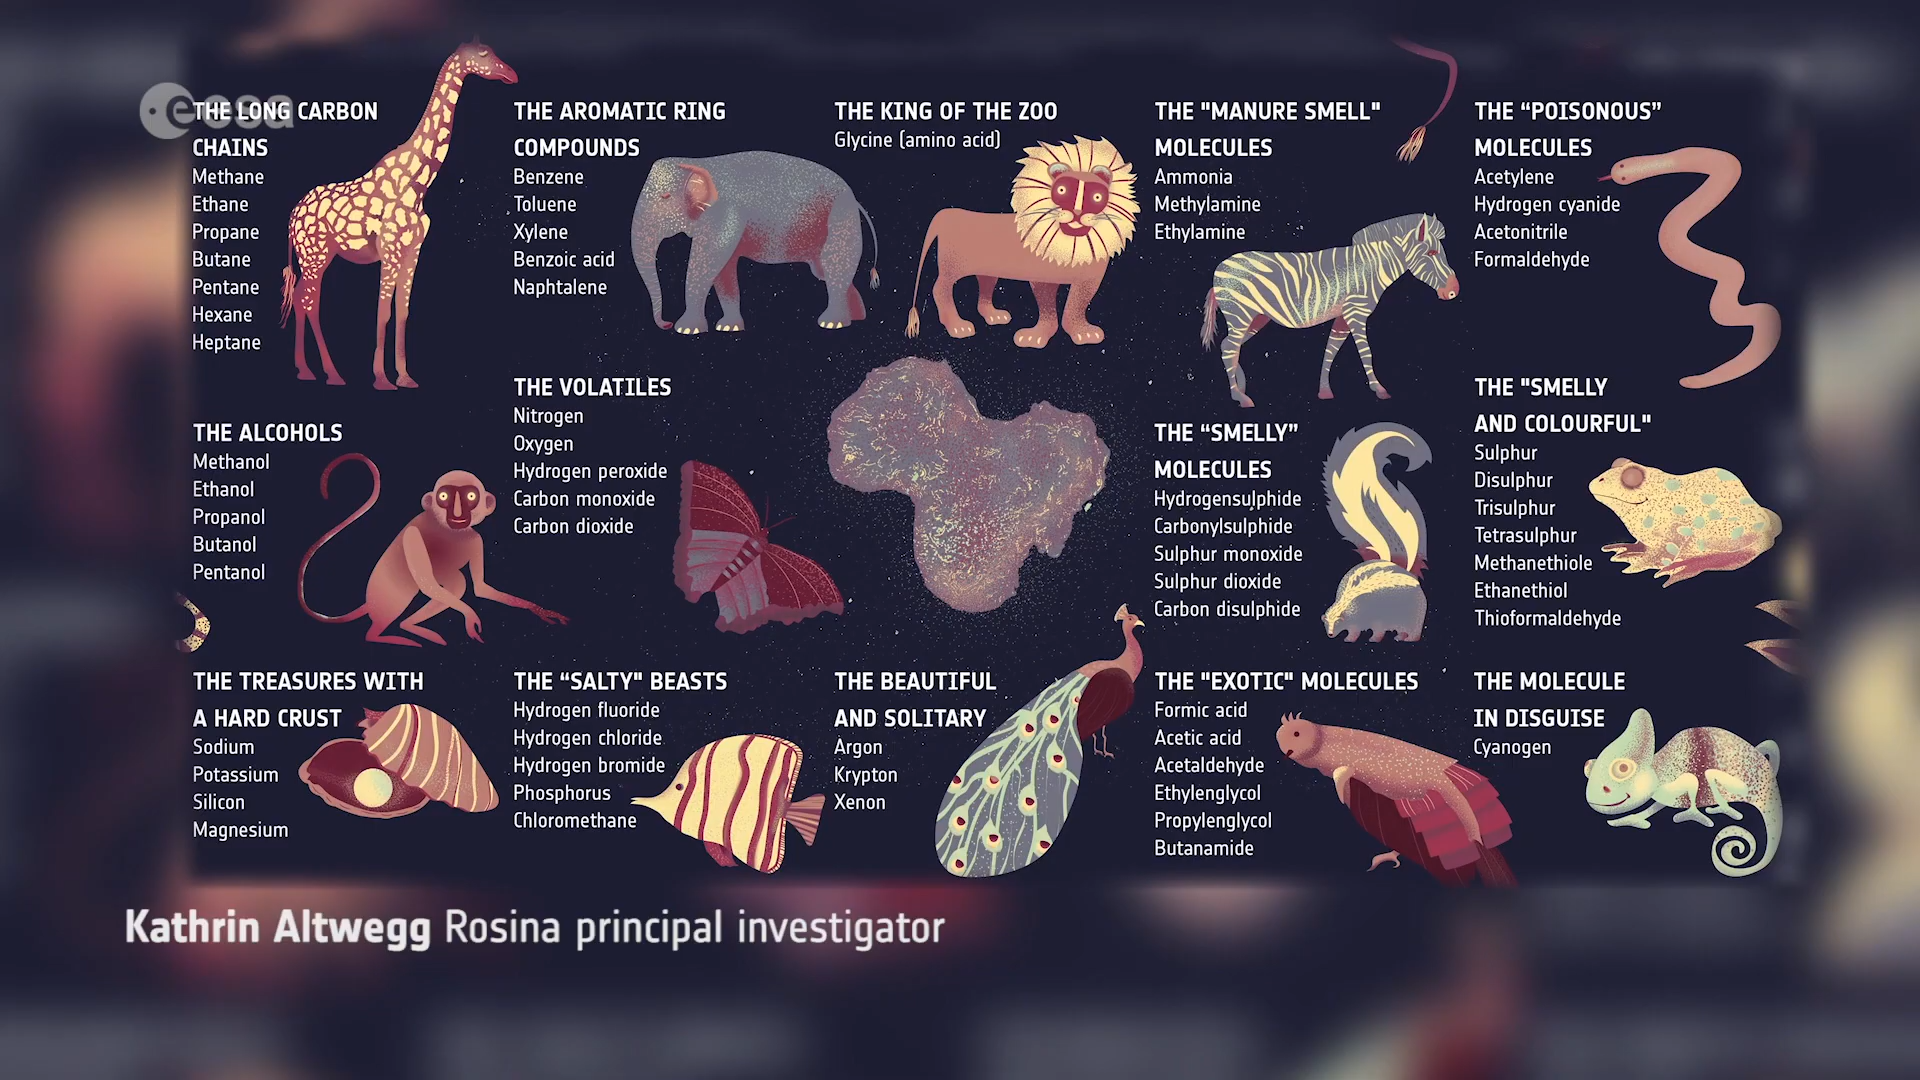 esa
THE LONG CARBON
CHAINS
Methane
Ethane
Propane
Butane
Pentane
Hexane
Heptane
THE AROMATIC RING
COMPOUNDS
Benzene
Toluene
Xylene
Benzoic acid
Naphtalene
THE KING OF THE ZOO
Glycine (amino acid)
THE "MANURE SMELL"
MOLECULES
Ammonia
Methylamine
Ethylamine
THE “POISONOUS”
MOLECULES
Acetylene
Hydrogen cyanide
Acetonitrile
Formaldehyde
THE ALCOHOLS
Methanol
Ethanol
Propanol
Butanol
Pentanol
THE VOLATILES
Nitrogen
Oxygen
Hydrogen peroxide
Carbon monoxide
Carbon dioxide
THE “SMELLY”
MOLECULES
Hydrogensulphide
Carbonylsulphide
Sulphur monoxide
Sulphur dioxide
Carbon disulphide
THE "SMELLY
AND COLOURFUL"
Sulphur
Disulphur
Trisulphur
Tetrasulphur
Methanethiole
Ethanethiol
Thioformaldehyde
THE TREASURES WITH
A HARD CRUST
Sodium
Potassium
Silicon
Magnesium
THE “SALTY" BEASTS
Hydrogen fluoride
Hydrogen chloride
Hydrogen bromide
Phosphorus
Chloromethane
THE BEAUTIFUL
AND SOLITARY
Argon
Krypton
Xenon
THE "EXOTIC" MOLECULES
Formic acid
Acetic acid
Acetaldehyde
Ethylenglycol
Propylenglycol
Butanamide
THE MOLECULE
IN DISGUISE
Cyanogen
Kathrin Altwegg Rosina principal investigator